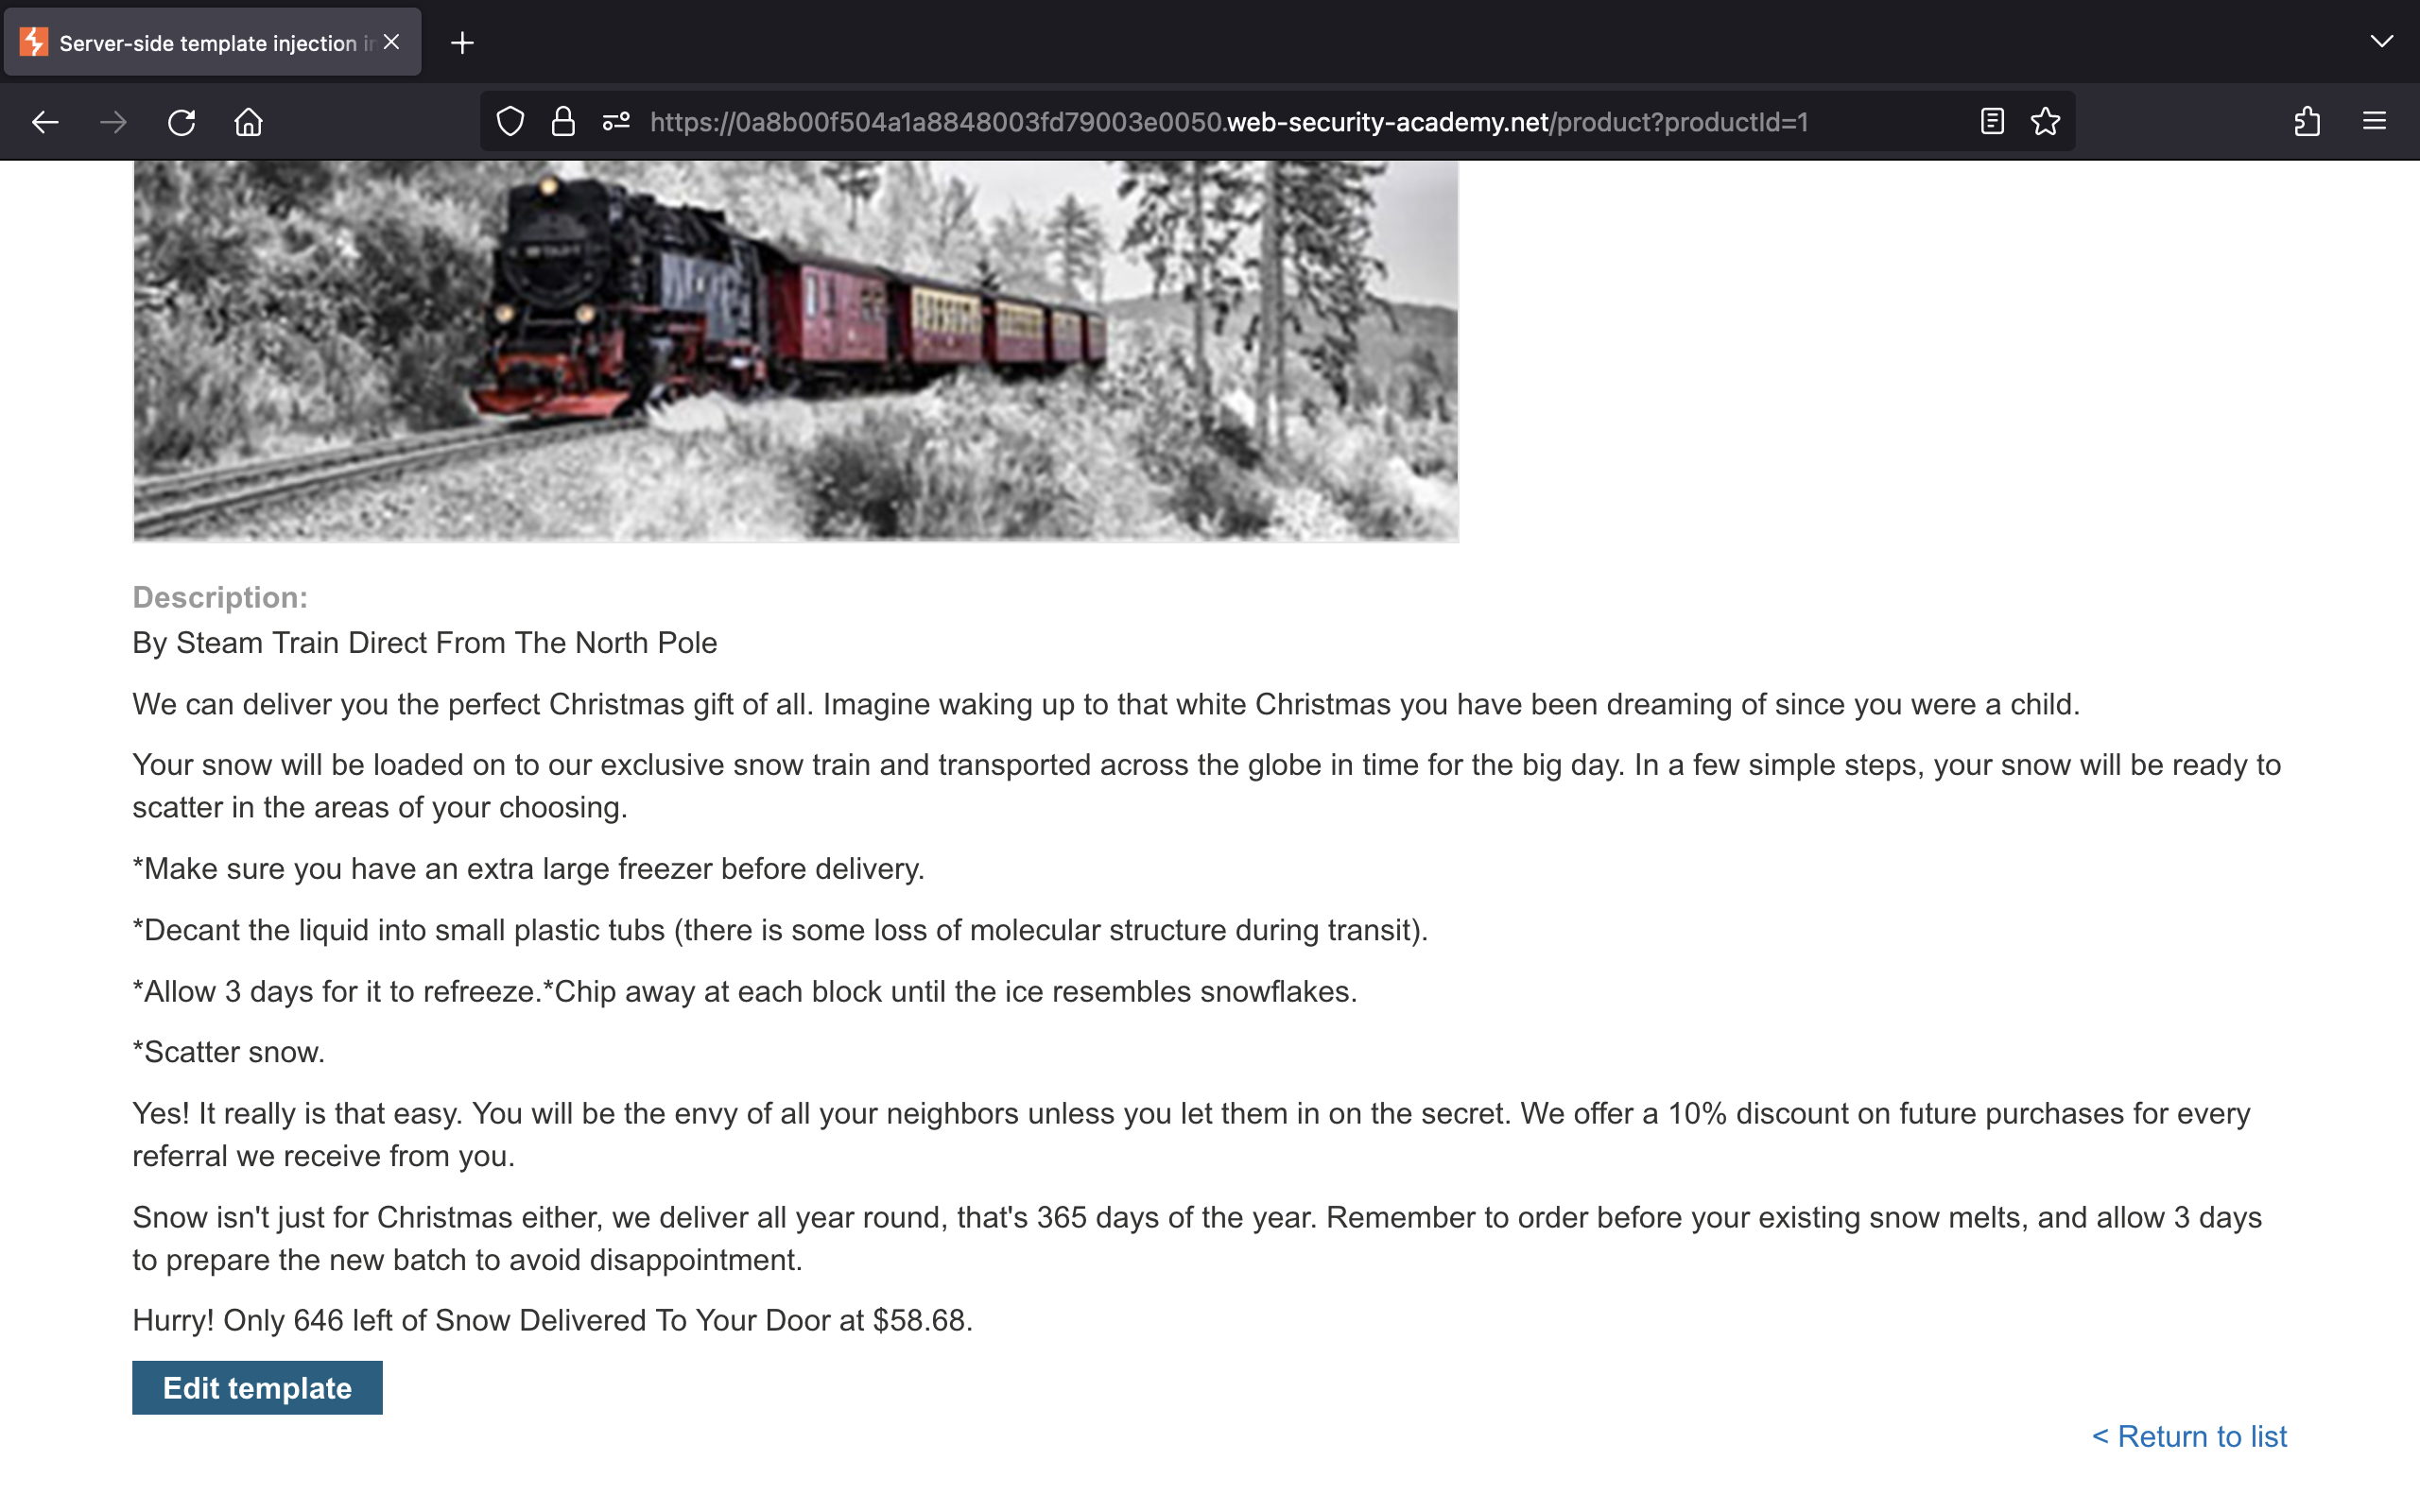 Server-side template injection in
https://0a8b00f504a1a8848003fd79003e0050.web-security-academy.net/product?productId=1
Description:
By Steam Train Direct From The North Pole
We can deliver you the perfect Christmas gift of all. Imagine waking up to that white Christmas you have been dreaming of since you were a child.
Your snow will be loaded on to our exclusive snow train and transported across the globe in time for the big day. In a few simple steps, your snow will be ready to
scatter in the areas of your choosing.
*Make sure you have an extra large freezer before delivery.
*Decant the liquid into small plastic tubs (there is some loss of molecular structure during transit).
*Allow 3 days for it to refreeze.*Chip away at each block until the ice resembles snowflakes.
*Scatter snow.
Yes! It really is that easy. You will be the envy of all your neighbors unless you let them in on the secret. We offer a 10% discount on future purchases for every
referral we receive from you.
Snow isn't just for Christmas either, we deliver all year round, that's 365 days of the year. Remember to order before your existing snow melts, and allow 3 days
to prepare the new batch to avoid disappointment.
Hurry! Only 646 left of Snow Delivered To Your Door at $58.68.
Edit template
< Return to list